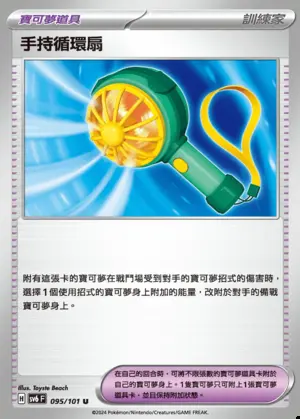 寶可夢道具
訓練家
手持循環扇
附有這張卡的寶可夢在戰鬥場受到對手的寶可夢招式的傷害時，
選擇1個使用招式的寶可夢身上附加的能量，改附於對手的備戰
寶可夢身上。
Illus. Toyste Beach
H SV6 F 095/101 U
在自己的回合時，可將不限張數的寶可夢道具卡附於
自己的寶可夢身上。1隻寶可夢只可附上1張寶可夢道
具，並且保持附加狀態。
©2024 Pokémon/Nintendo/Creatures/GAME FREAK.